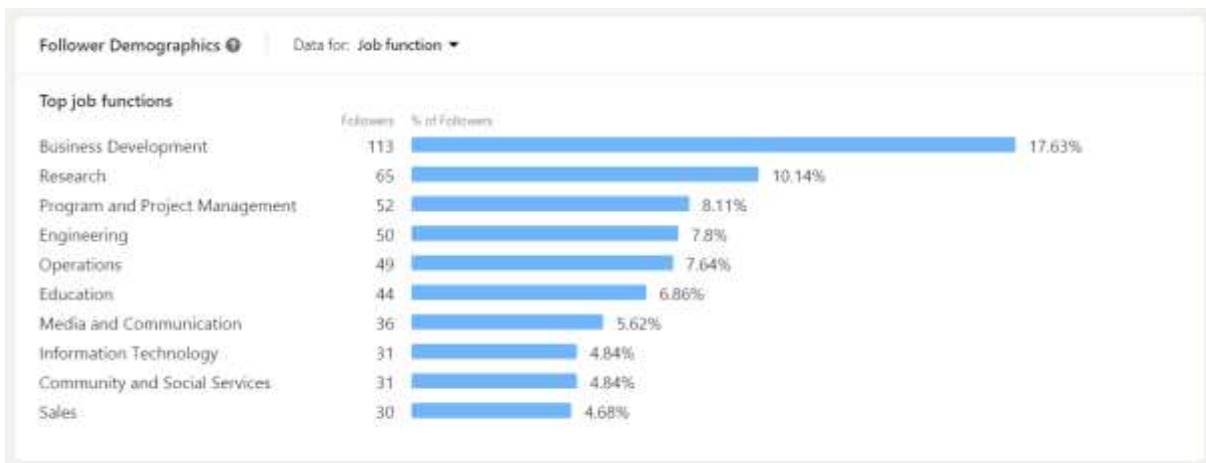 Follower Demographics Data for: Job function
Top job functions
Followers % of Followers
Business Development 113 17.63%
Research 65 10.14%
Program and Project Management 52 8.11%
Engineering 50 7.8%
Operations 49 7.64%
Education 44 6.86%
Media and Communication 36 5.62%
Information Technology 31 4.84%
Community and Social Services 31 4.84%
Sales 30 4.68%